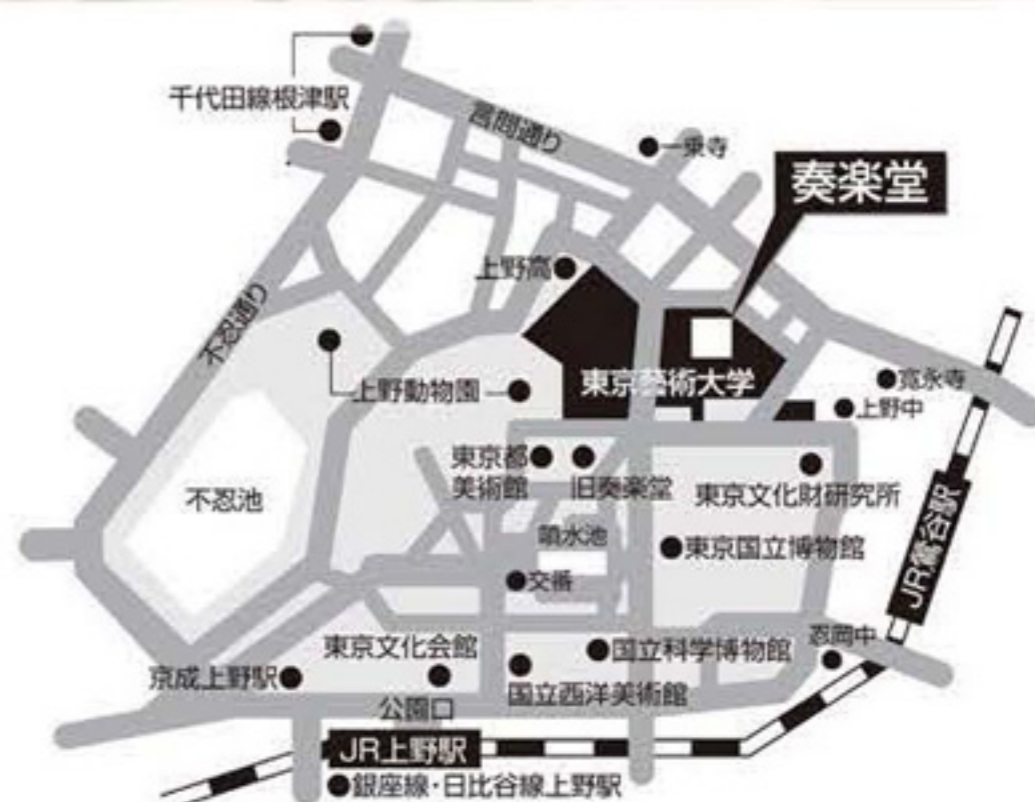 千代田線根津駅
言問通り
一乗寺
奏楽堂
上野高
不忍通り
上野動物園
東京藝術大学
寛永寺
上野中
東京都
美術館
旧奏楽堂
東京文化財研究所
不忍池
噴水池
東京国立博物館
JR鶯谷駅
交番
忍岡中
東京文化会館
国立科学博物館
京成上野駅
国立西洋美術館
公園口
JR上野駅
銀座線・日比谷線上野駅